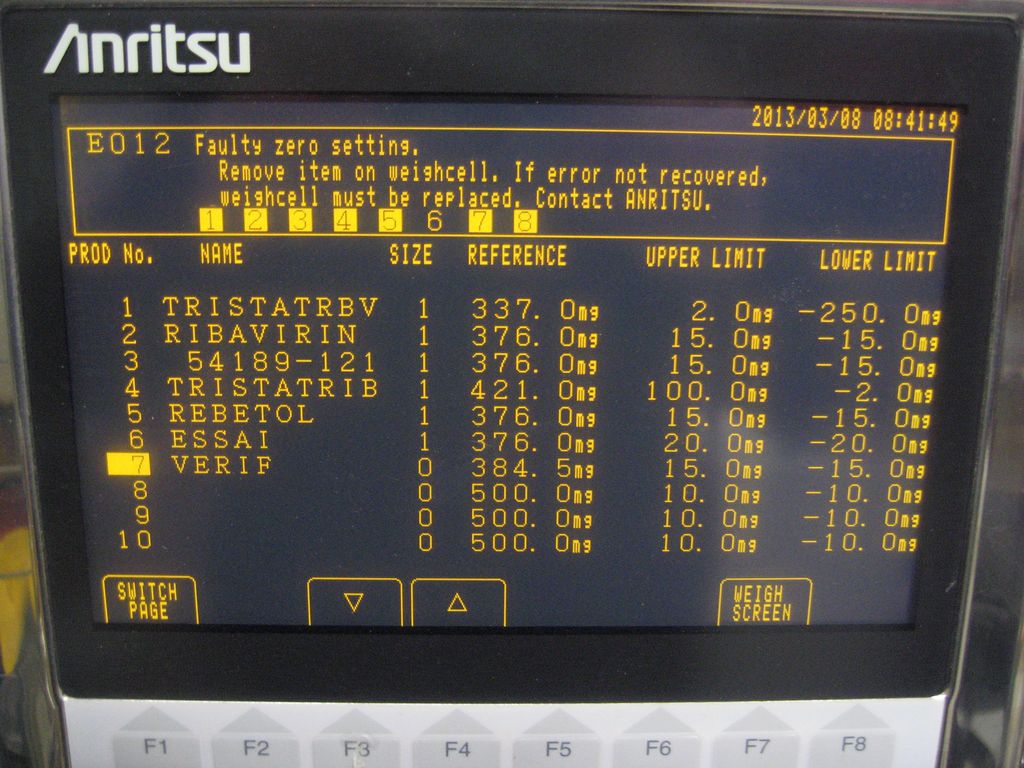 Anritsu
2013/03/08 08:41:49
E012 Faulty zero setting.
Remove item on weighcell. If error not recovered,
weighcell must be replaced. Contact ANRITSU.
1 2 3 4 5 6 7 8
PROD No. NAME SIZE REFERENCE UPPER LIMIT LOWER LIMIT
1 TRISTATRBV 1 337. 0mg 2. 0mg -250. 0mg
2 RIBAVIRIN 1 376. 0mg 15. 0mg -15. 0mg
3 54189-121 1 376. 0mg 15. 0mg -15. 0mg
4 TRISTATRIB 1 421. 0mg 100. 0mg -2. 0mg
5 REBETOL 1 376. 0mg 15. 0mg -15. 0mg
6 ESSAI 1 376. 0mg 20. 0mg -20. 0mg
7 VERIF 0 384. 5mg 15. 0mg -15. 0mg
8 0 500. 0mg 10. 0mg -10. 0mg
9 0 500. 0mg 10. 0mg -10. 0mg
10 0 500. 0mg 10. 0mg -10. 0mg
SWITCH PAGE ▽ △ WEIGH SCREEN
F1 F2 F3 F4 F5 F6 F7 F8